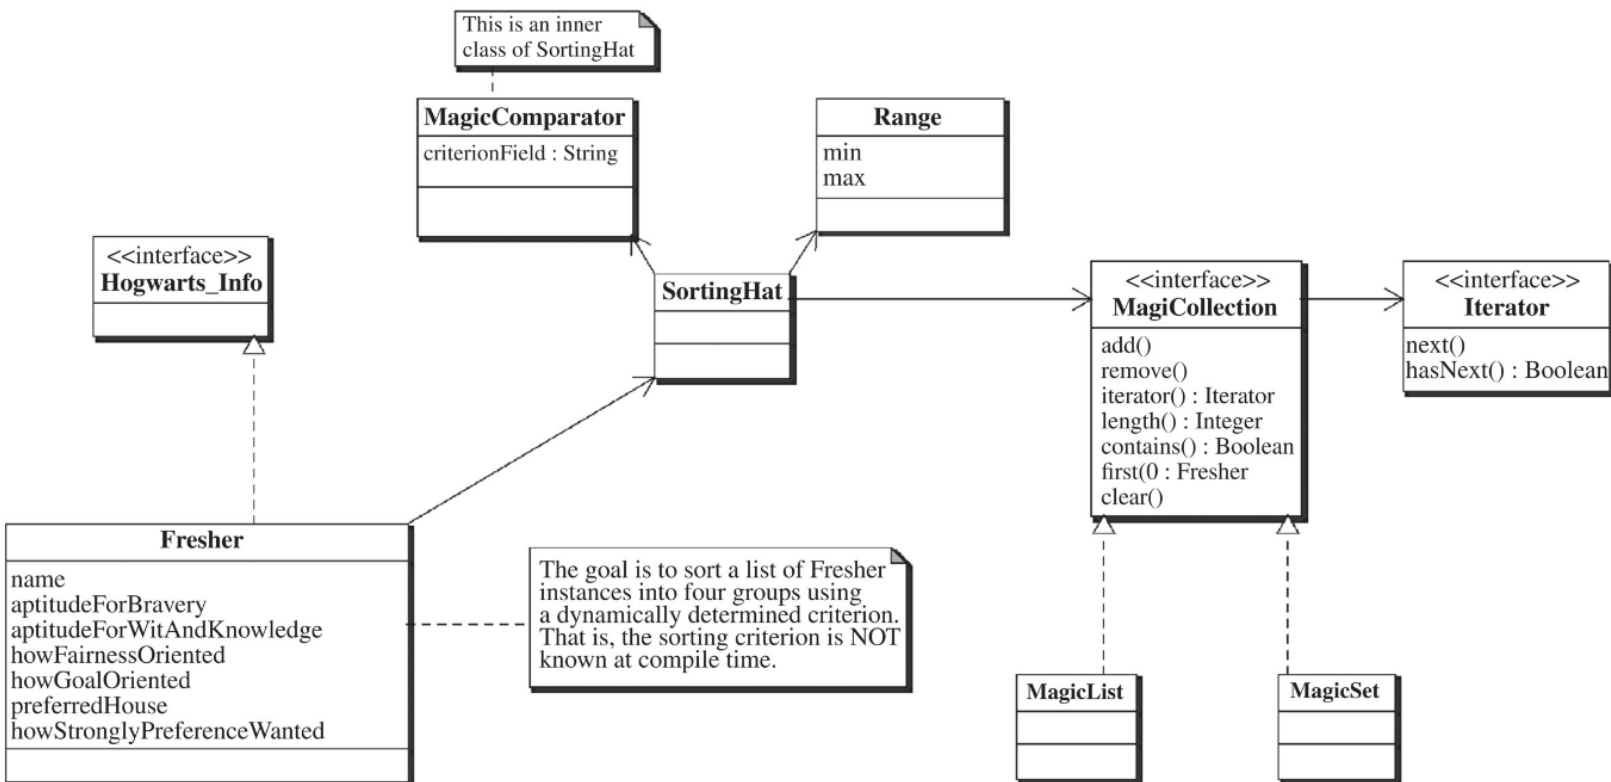 This is an inner
class of SortingHat
MagicComparator
criterionField : String
Range
min
max
<<interface>>
Hogwarts_Info
SortingHat
<<interface>>
MagiCollection
add()
remove()
iterator() : Iterator
length() : Integer
contains() : Boolean
first(0 : Fresher
clear()
<<interface>>
Iterator
next()
hasNext() : Boolean
Fresher
name
aptitudeForBravery
aptitudeForWitAndKnowledge
howFairnessOriented
howGoalOriented
preferredHouse
howStronglyPreferenceWanted
The goal is to sort a list of Fresher
instances into four groups using
a dynamically determined criterion.
That is, the sorting criterion is NOT
known at compile time.
MagicList
MagicSet